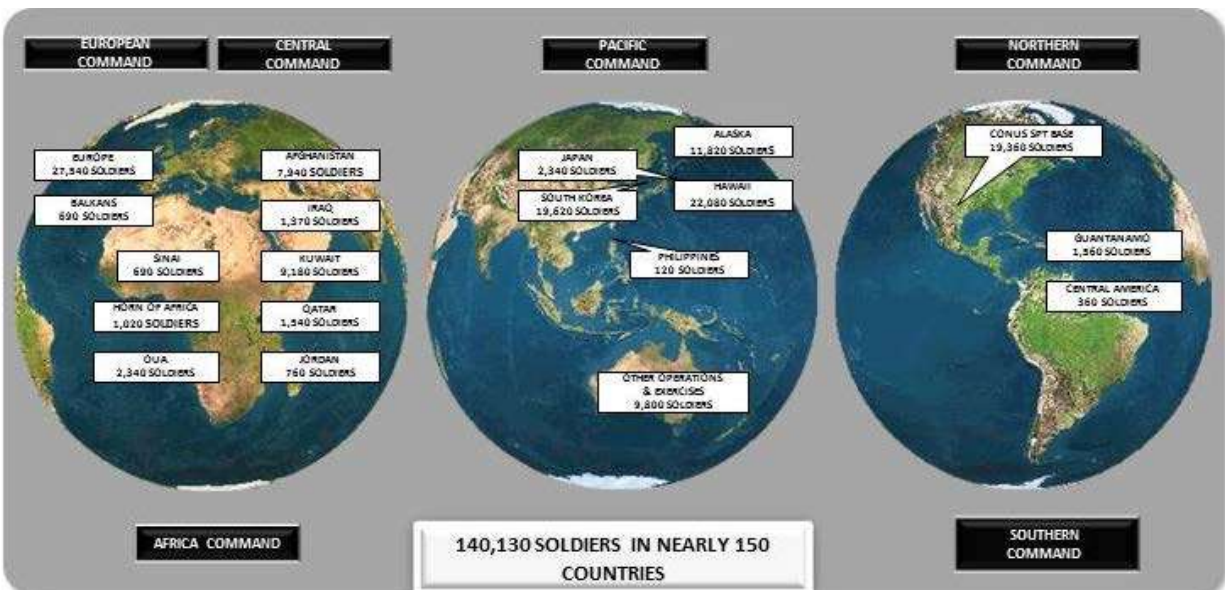 EUROPEAN
COMMAND
CENTRAL
COMMAND
PACIFIC
COMMAND
NORTHERN
COMMAND
EUROPE
27,540 SOLDIERS
BALKANS
690 SOLDIERS
SINAI
690 SOLDIERS
HORN OF AFRICA
1,020 SOLDIERS
OUA
2,340 SOLDIERS
AFGHANISTAN
7,940 SOLDIERS
IRAQ
1,370 SOLDIERS
KUWAIT
9,180 SOLDIERS
QATAR
1,540 SOLDIERS
JORDAN
760 SOLDIERS
JAPAN
2,340 SOLDIERS
SOUTH KOREA
19,620 SOLDIERS
ALASKA
11,820 SOLDIERS
HAWAII
22,080 SOLDIERS
PHILIPPINES
120 SOLDIERS
OTHER OPERATIONS
& EXERCISES
9,800 SOLDIERS
CONUS SPT BASE
19,360 SOLDIERS
GUANTANAMO
1,560 SOLDIERS
CENTRAL AMERICA
360 SOLDIERS
AFRICA COMMAND
140,130 SOLDIERS IN NEARLY 150
COUNTRIES
SOUTHERN
COMMAND